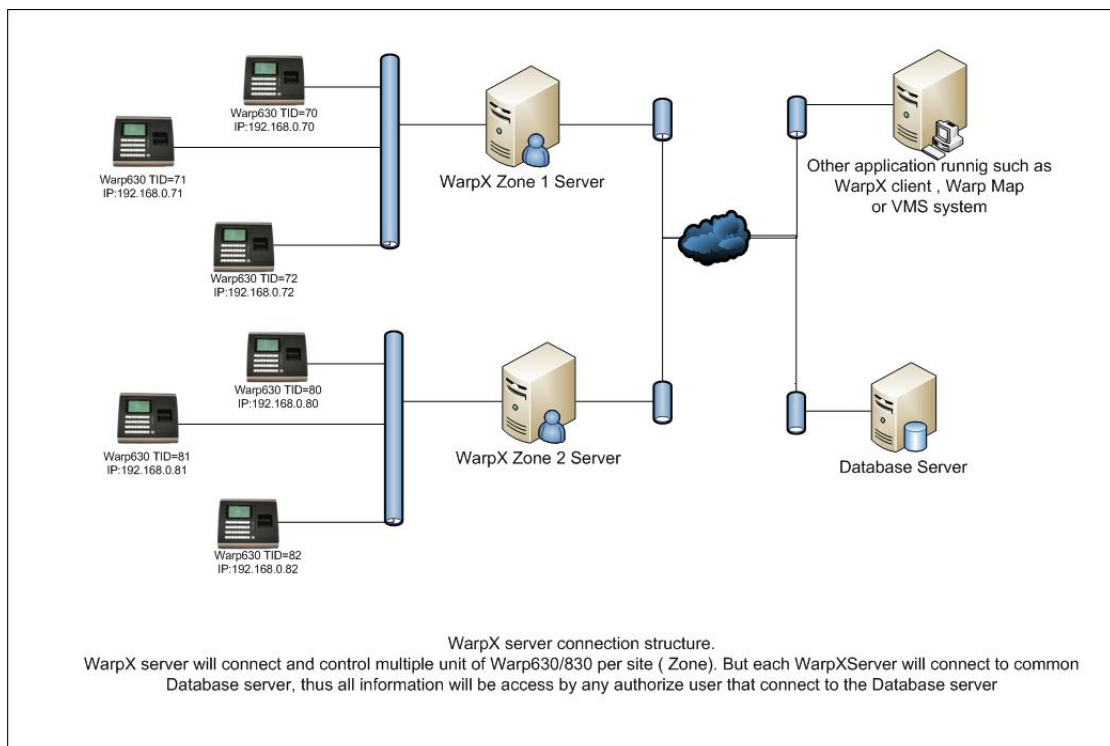 Warp630 TID=70
IP:192.168.0.70
Warp630 TID=71
IP:192.168.0.71
Warp630 TID=72
IP:192.168.0.72
WarpX Zone 1 Server
Other application runnig such as
WarpX client , Warp Map
or VMS system
Warp630 TID=80
IP:192.168.0.80
Warp630 TID=81
IP:192.168.0.81
Warp630 TID=82
IP:192.168.0.82
WarpX Zone 2 Server
Database Server
WarpX server connection structure.
WarpX server will connect and control multiple unit of Warp630/830 per site ( Zone). But each WarpXServer will connect to common
Database server, thus all information will be access by any authorize user that connect to the Database server